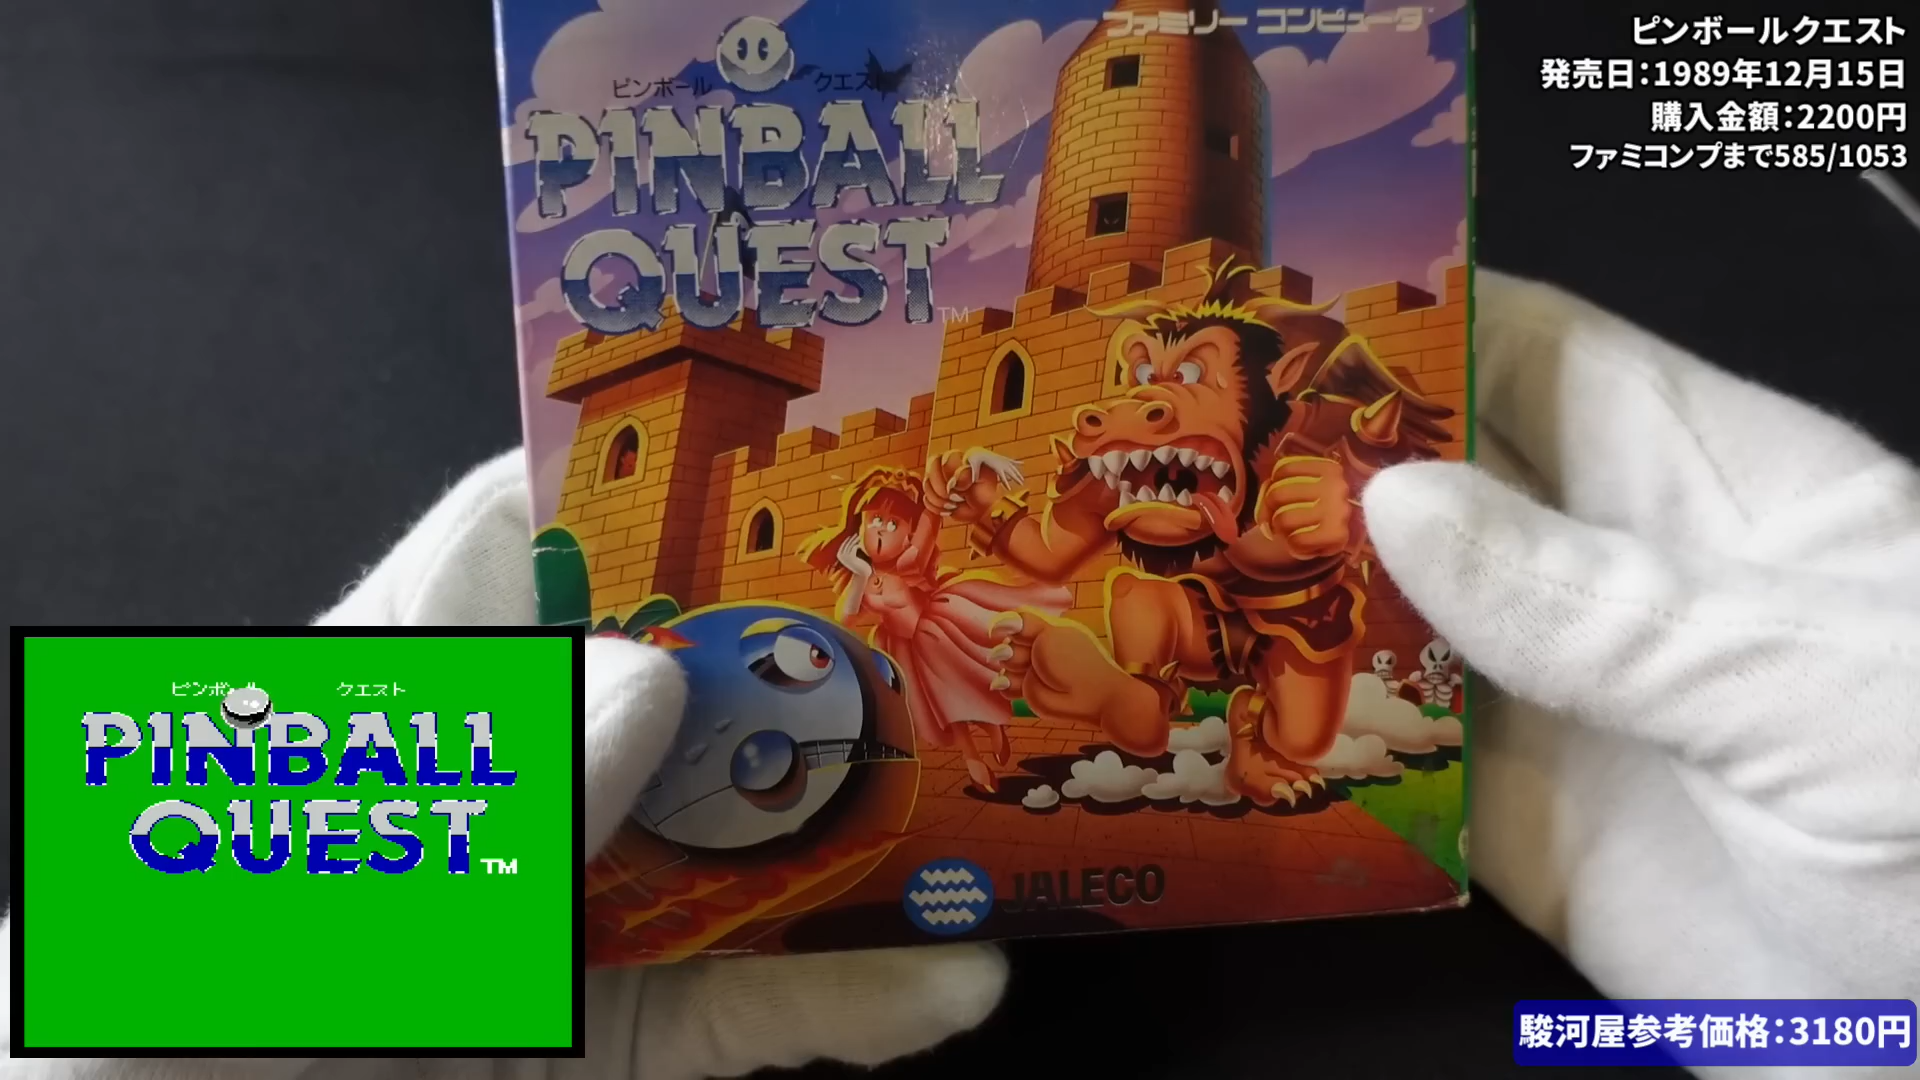 ファミリーコンピュータ
ピンボール クエスト
PINBALL
QUEST
TM
JALECO
ピンボールクエスト
発売日：1989年12月15日
購入金額：2200円
ファミコンプまで585/1053
ピンボール クエスト
PINBALL
QUEST
TM
駿河屋参考価格：3180円